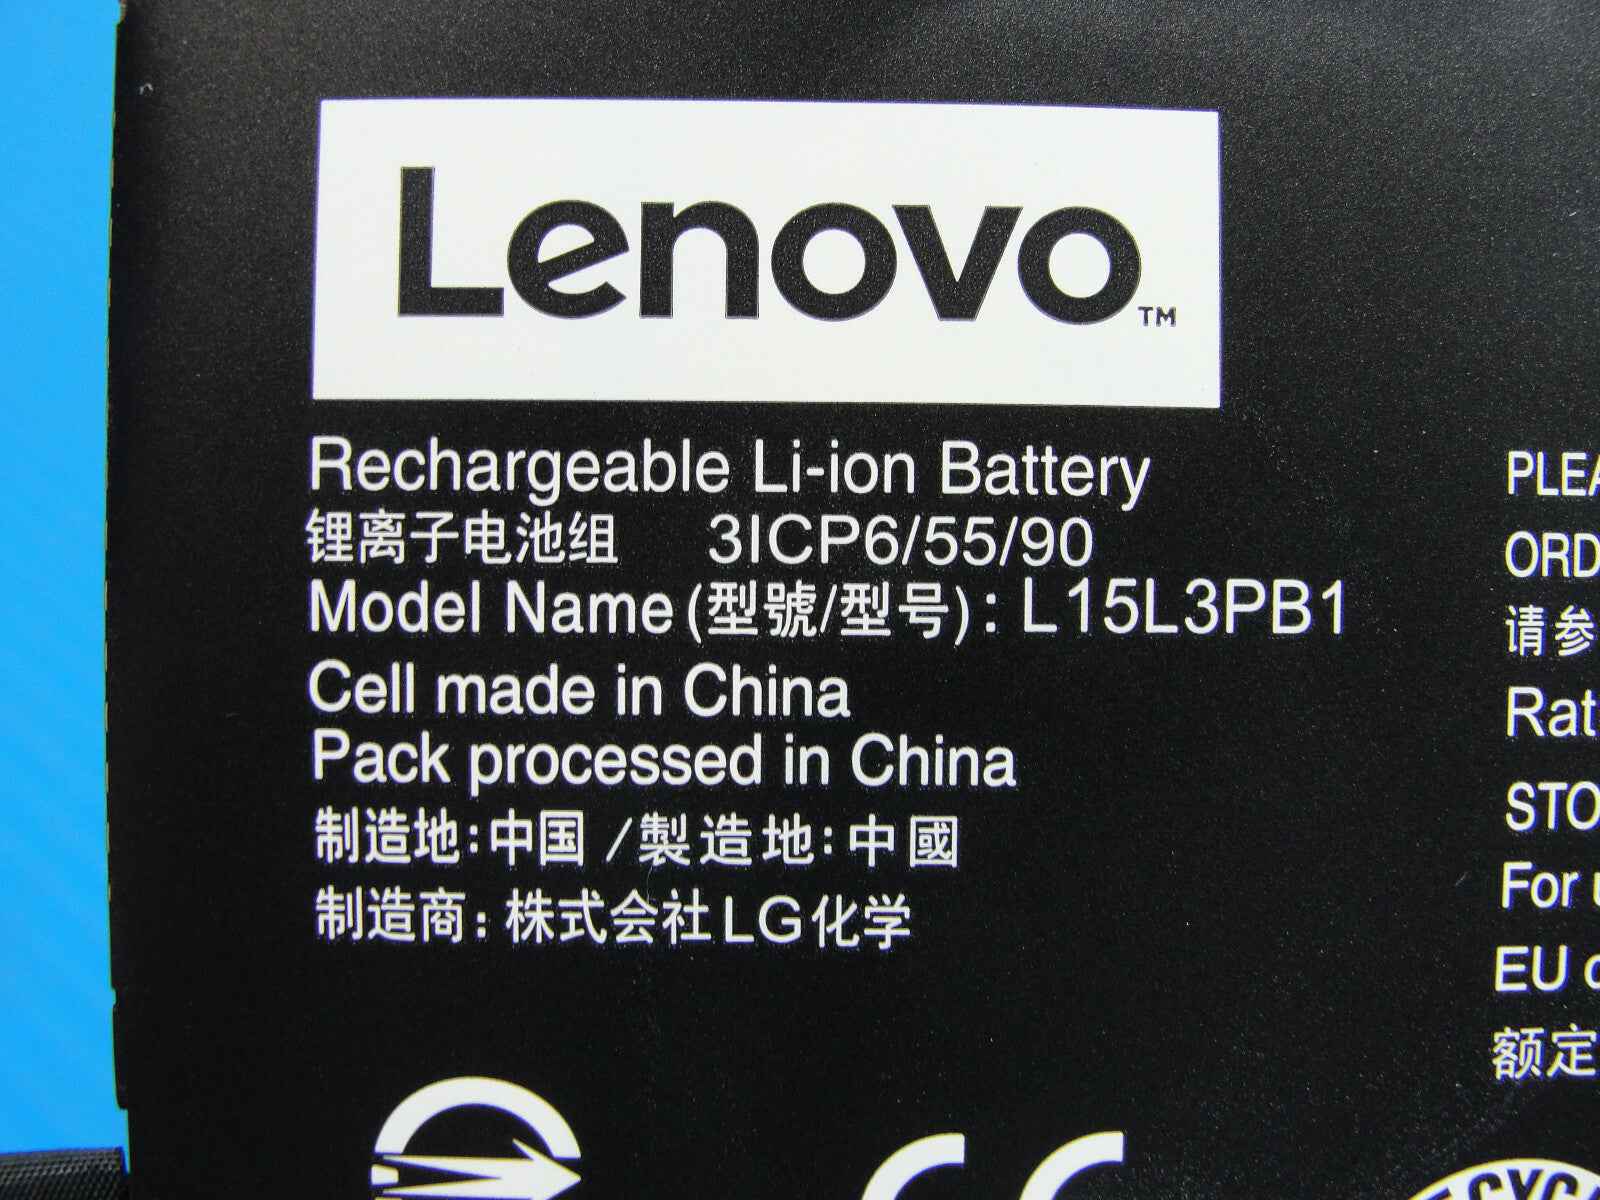 Lenovo™
Rechargeable Li-ion Battery
锂离子电池组 3ICP6/55/90
Model Name(型號/型号): L15L3PB1
Cell made in China
Pack processed in China
制造地:中国 /製造地:中國
制造商: 株式会社LG化学
ORD
请参
Rat
STO
For
EU
额定